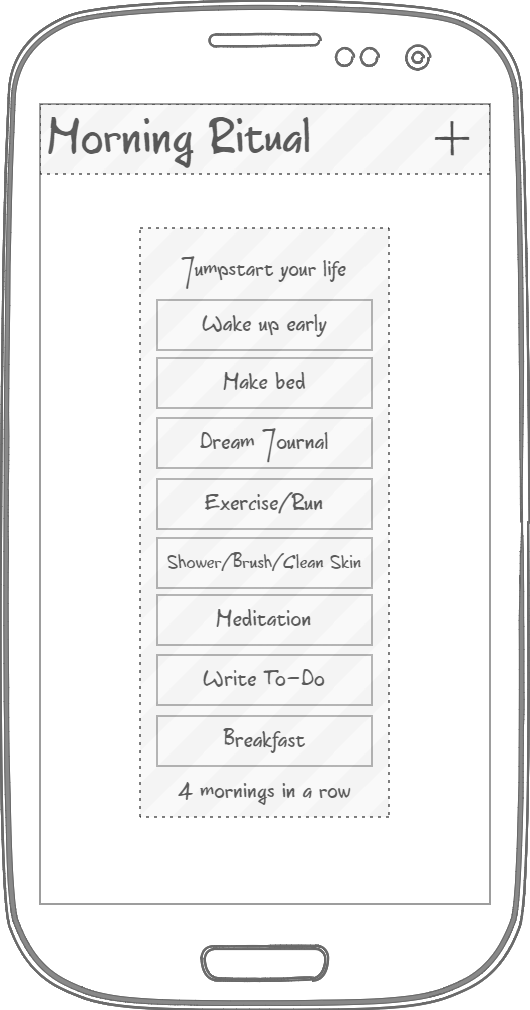 Morning Ritual +
Jumpstart your life
Wake up early
Make bed
Dream Journal
Exercise/Run
Shower/Brush/Clean Skin
Meditation
Write To-Do
Breakfast
4 mornings in a row